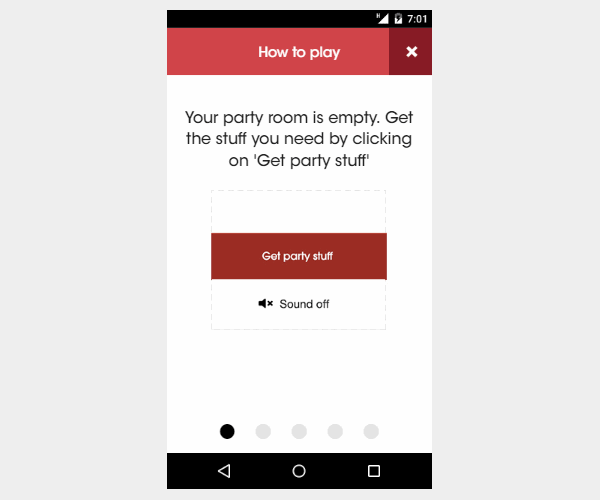 7:01
How to play
Your party room is empty. Get
the stuff you need by clicking
on 'Get party stuff'
Get party stuff
Sound off